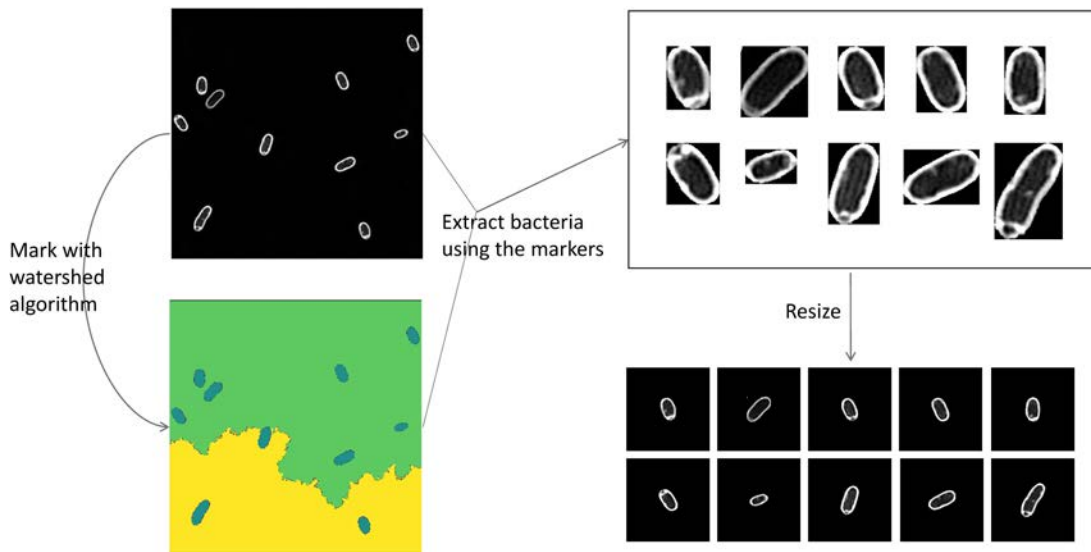 Mark with
watershed
algorithm
Extract bacteria
using the markers
Resize